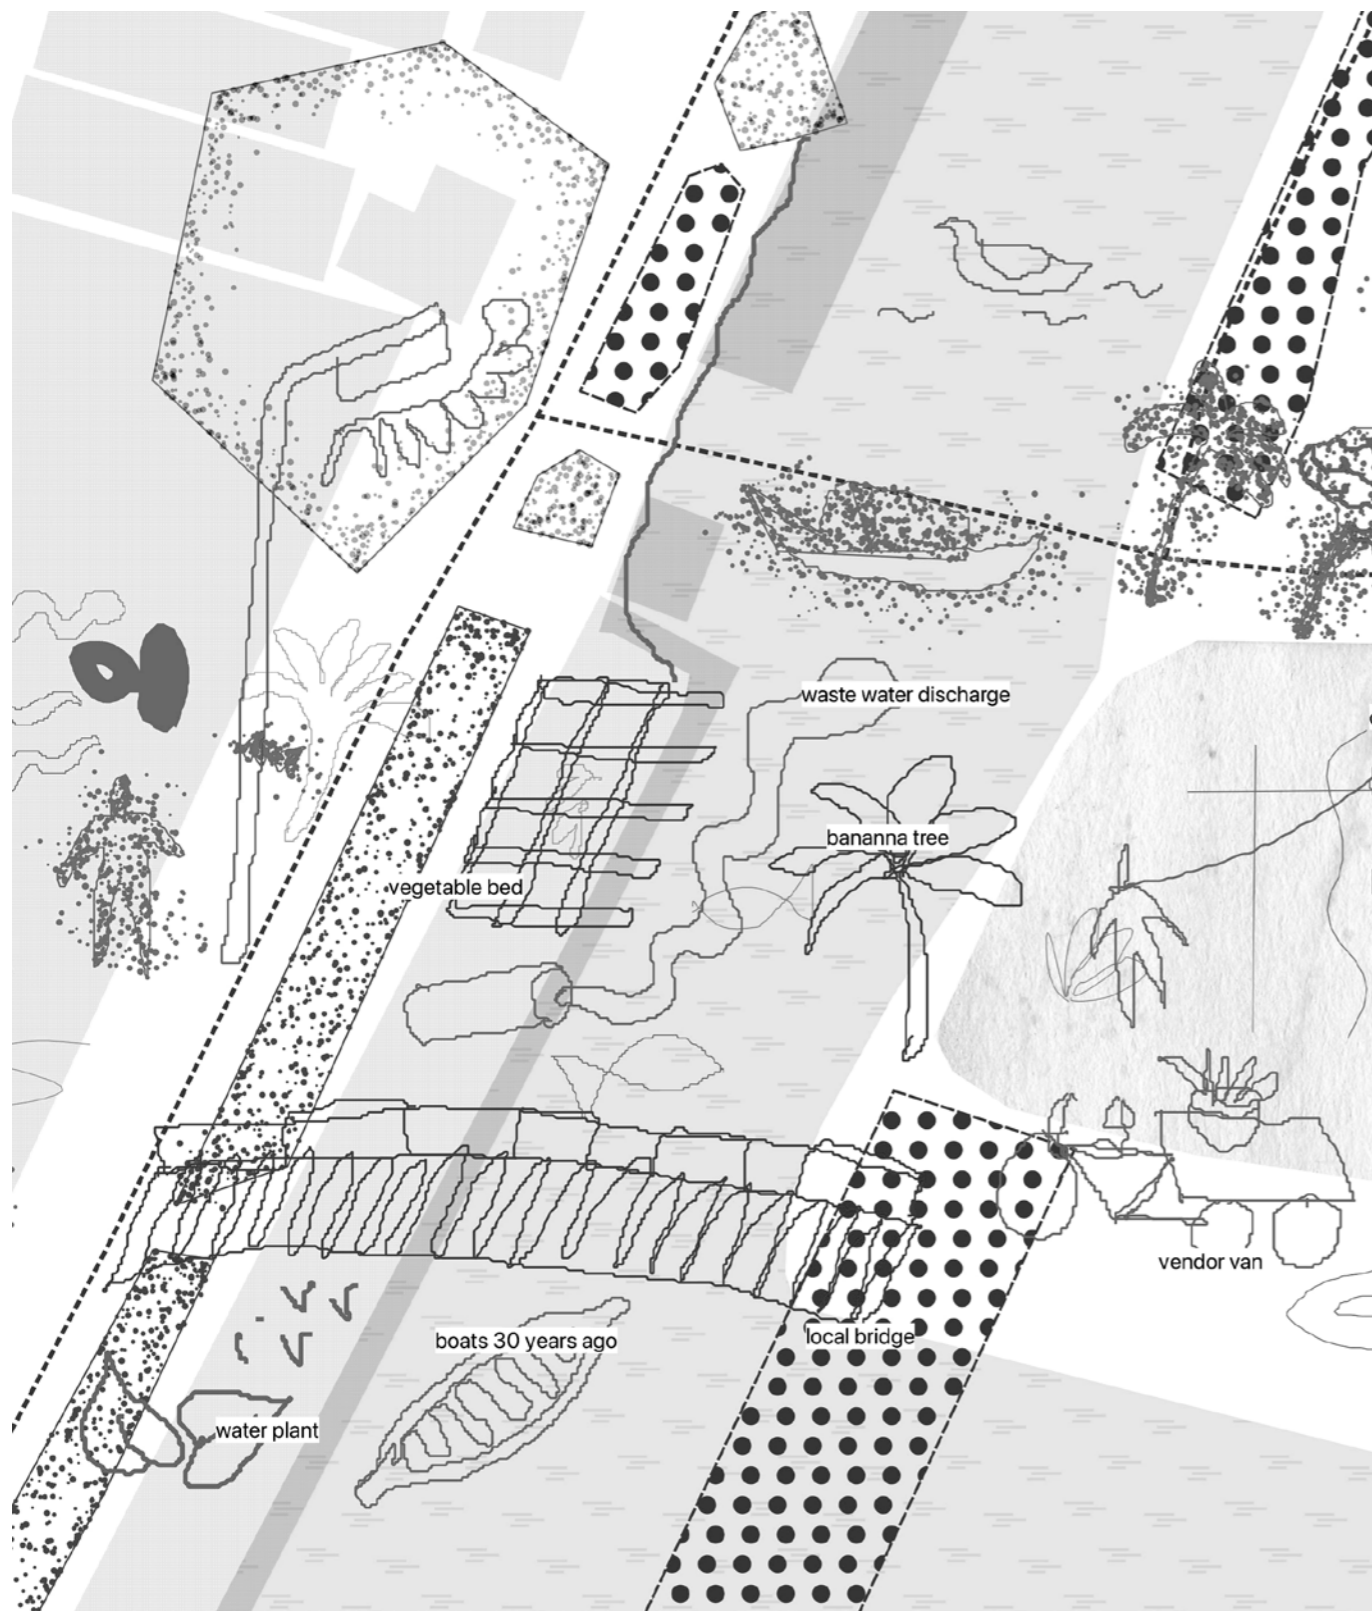 waste water discharge
bananna tree
vegetable bed
vendor van
local bridge
boats 30 years ago
water plant